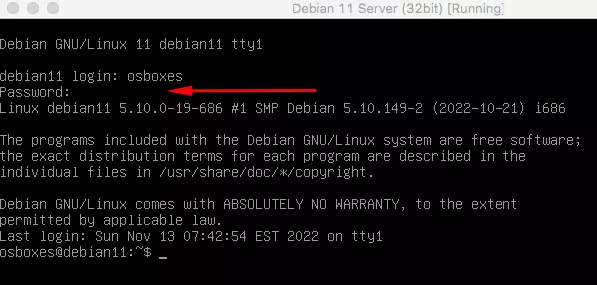 Debian 11 Server (32bit) [Running]
Debian GNU/Linux 11 debian11 tty1
debian11 login: osboxes
Password:
Linux debian11 5.10.0-19-686 #1 SMP Debian 5.10.149-2 (2022-10-21) i686
The programs included with the Debian GNU/Linux system are free software;
the exact distribution terms for each program are described in the
individual files in /usr/share/doc/*/copyright.
Debian GNU/Linux comes with ABSOLUTELY NO WARRANTY, to the extent
permitted by applicable law.
Last login: Sun Nov 13 07:42:54 EST 2022 on tty1
osboxes@debian11:~$ _